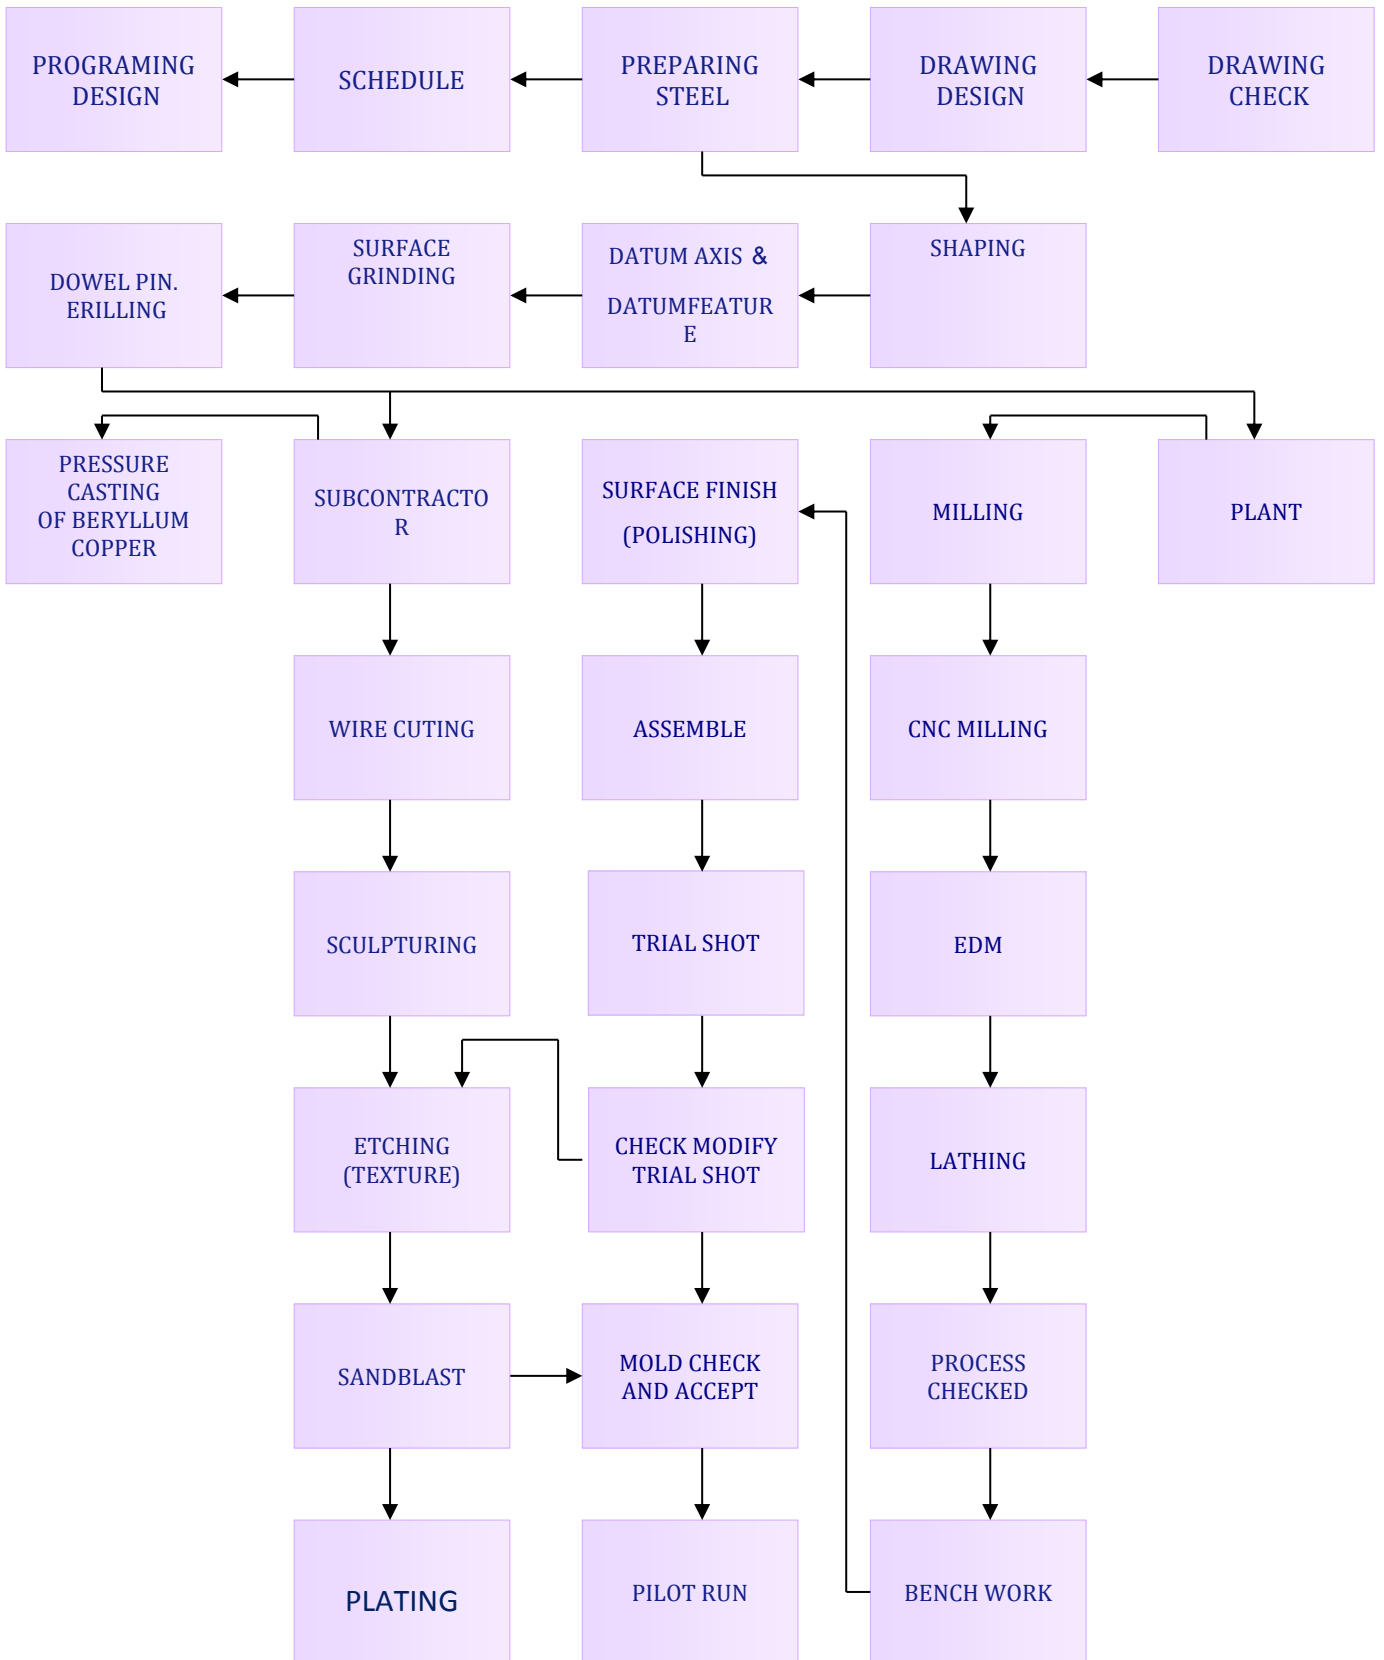 PROGRAMING
DESIGN
SCHEDULE
PREPARING
STEEL
DRAWING
DESIGN
DRAWING
CHECK
DOWEL PIN.
ERILLING
SURFACE
GRINDING
DATUM AXIS &
DATUMFEATUR
E
SHAPING
PRESSURE
CASTING
OF BERYLLUM
COPPER
SUBCONTRACTO
R
SURFACE FINISH
(POLISHING)
MILLING
PLANT
WIRE CUTING
ASSEMBLE
CNC MILLING
SCULPTURING
TRIAL SHOT
EDM
ETCHING
(TEXTURE)
CHECK MODIFY
TRIAL SHOT
LATHING
SANDBLAST
MOLD CHECK
AND ACCEPT
PROCESS
CHECKED
PLATING
PILOT RUN
BENCH WORK